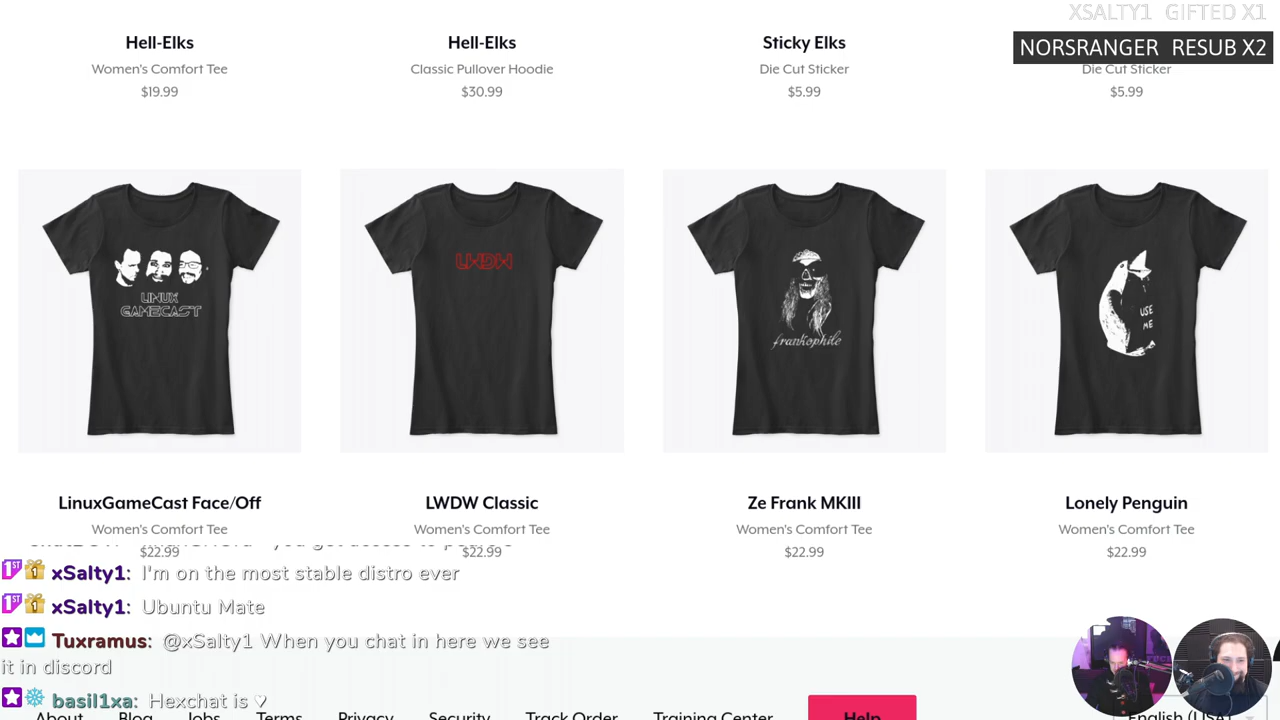 XSALTY1 GIFTED X1
NORSRANGER RESUB X2
Hell-Elks
Women's Comfort Tee
$19.99
Hell-Elks
Classic Pullover Hoodie
$30.99
Sticky Elks
Die Cut Sticker
$5.99
Die Cut Sticker
$5.99
LINUX
GAMECAST
LWDW
frankophile
USE
ME
LinuxGameCast Face/Off
Women's Comfort Tee
$22.99
LWDW Classic
Women's Comfort Tee
$22.99
Ze Frank MKIII
Women's Comfort Tee
$22.99
Lonely Penguin
Women's Comfort Tee
$22.99
xSalty1: I'm on the most stable distro ever
xSalty1: Ubuntu Mate
Tuxramus: @xSalty1 When you chat in here we see
it in discord
basil1xa: Hexchat is ♥
About Blog Jobs Terms Privacy Security Track Order Training Center Help English (USA)